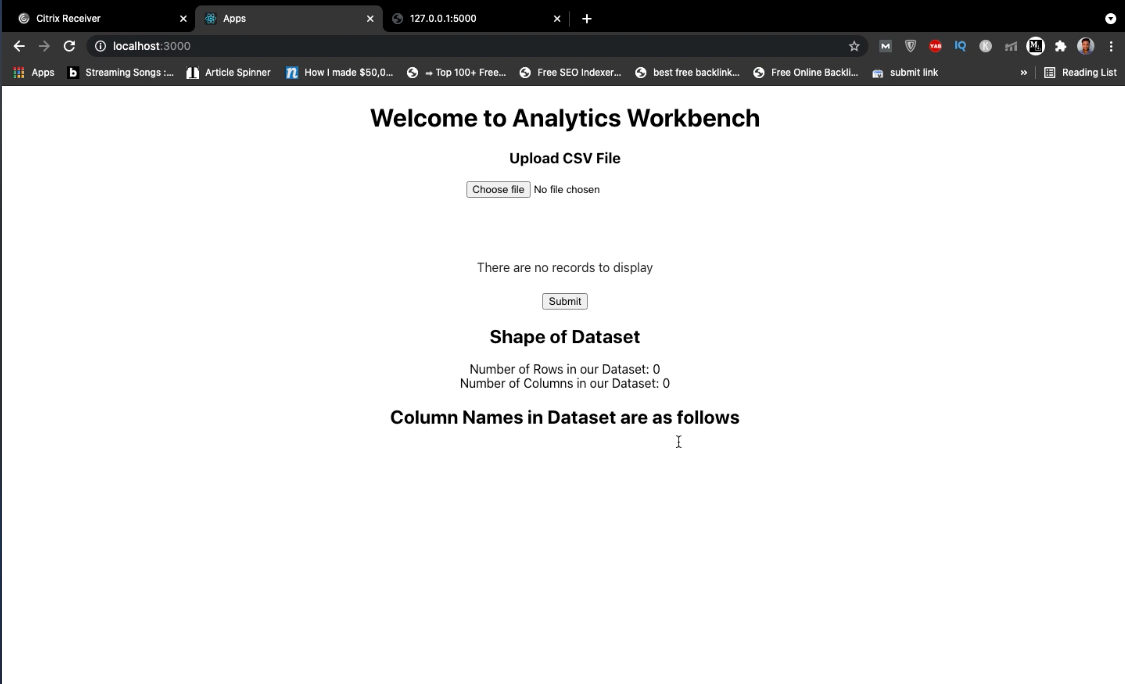 Citrix Receiver
Apps
127.0.0.1:5000
localhost:3000
YAB IQ K M
Apps b Streaming Songs :... Article Spinner n How I made $50,0... ⇒ Top 100+ Free... Free SEO Indexer... best free backlink... Free Online Backli... submit link » Reading List
Welcome to Analytics Workbench
Upload CSV File
Choose file No file chosen
There are no records to display
Submit
Shape of Dataset
Number of Rows in our Dataset: 0
Number of Columns in our Dataset: 0
Column Names in Dataset are as follows